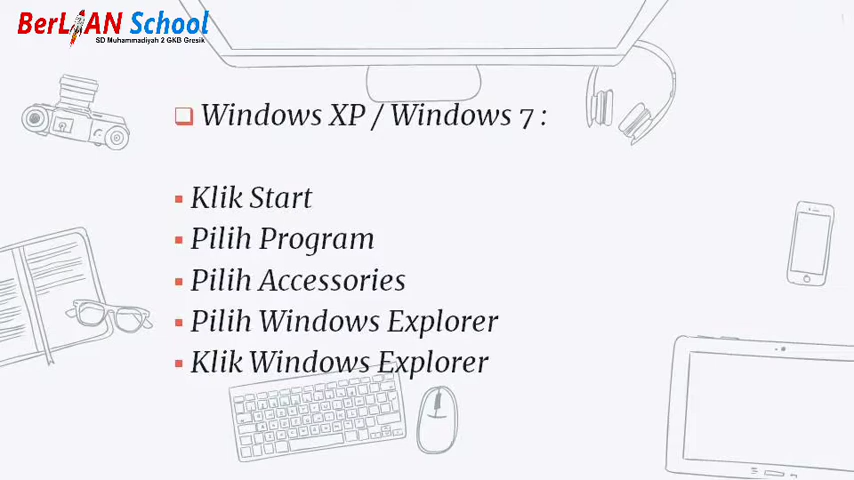 BerLIAN School
SD Muhammadiyah 2 GKB Gresik
Windows XP / Windows 7 :
Klik Start
Pilih Program
Pilih Accessories
Pilih Windows Explorer
Klik Windows Explorer